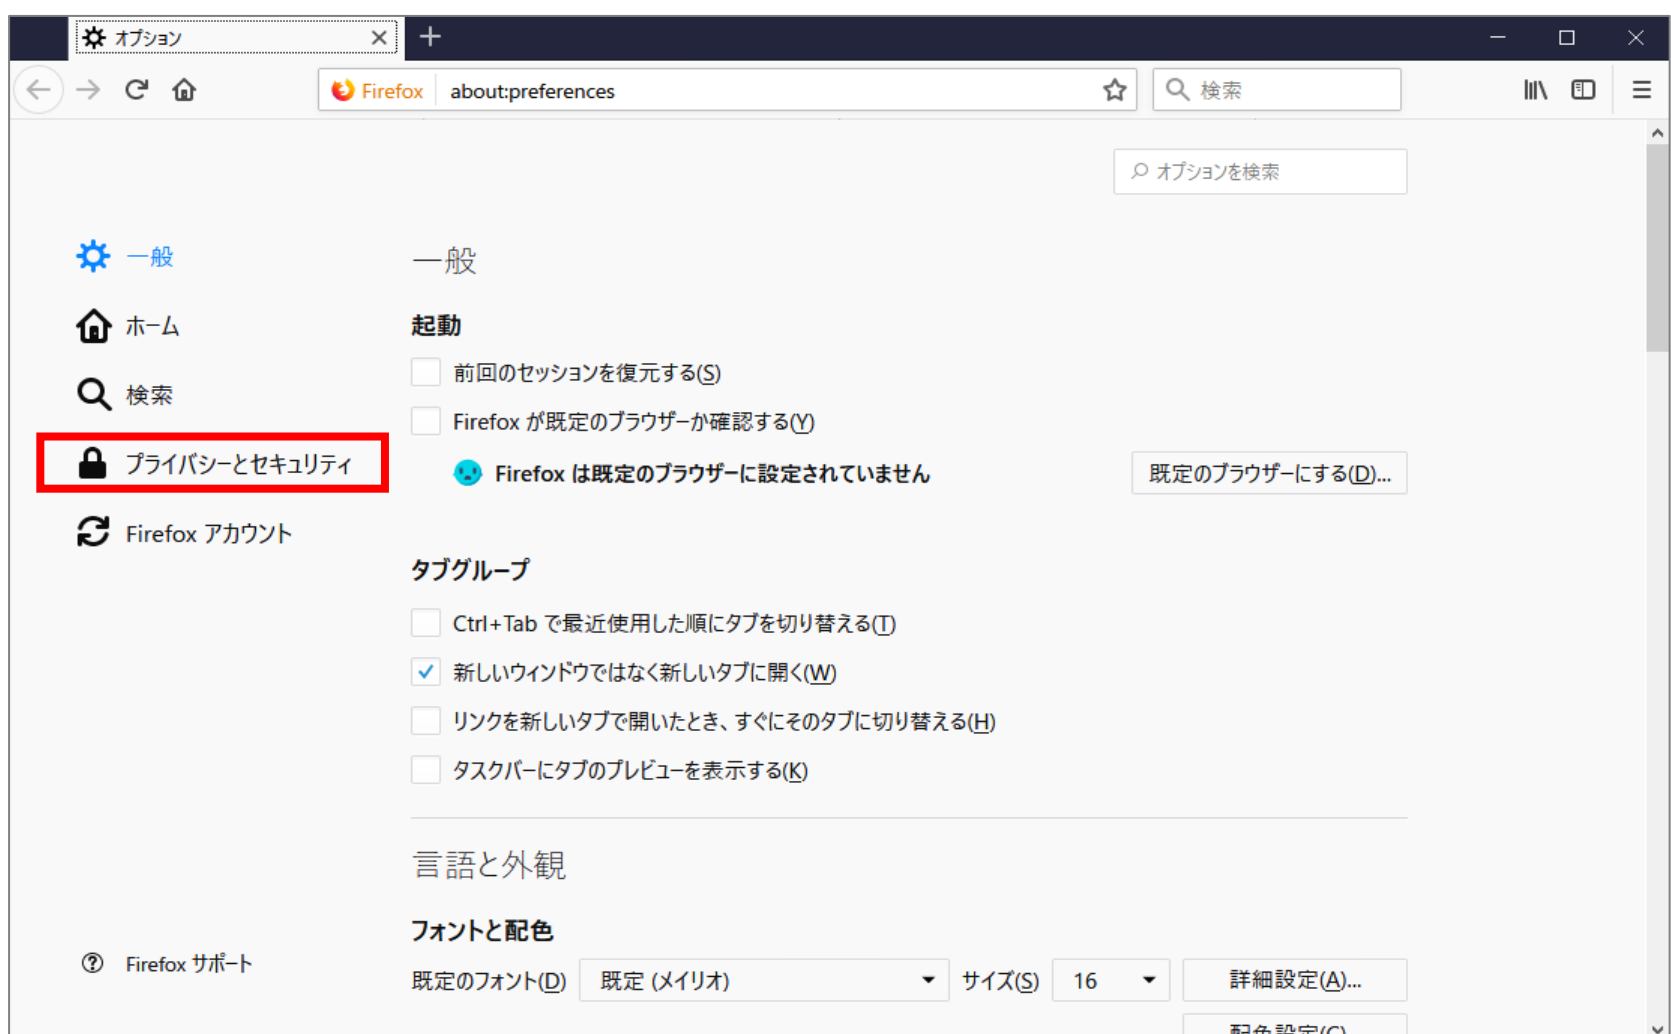 オプション
Firefox about:preferences 検索
オプションを検索
一般
ホーム
検索
プライバシーとセキュリティ
Firefox アカウント
Firefox サポート
一般
起動
前回のセッションを復元する(S)
Firefox が既定のブラウザーか確認する(Y)
Firefox は既定のブラウザーに設定されていません 既定のブラウザーにする(D)...
タブグループ
Ctrl+Tab で最近使用した順にタブを切り替える(T)
新しいウィンドウではなく新しいタブに開く(W)
リンクを新しいタブで開いたとき、すぐにそのタブに切り替える(H)
タスクバーにタブのプレビューを表示する(K)
言語と外観
フォントと配色
既定のフォント(D) 既定 (メイリオ) サイズ(S) 16 詳細設定(A)...
配色設定(C)...